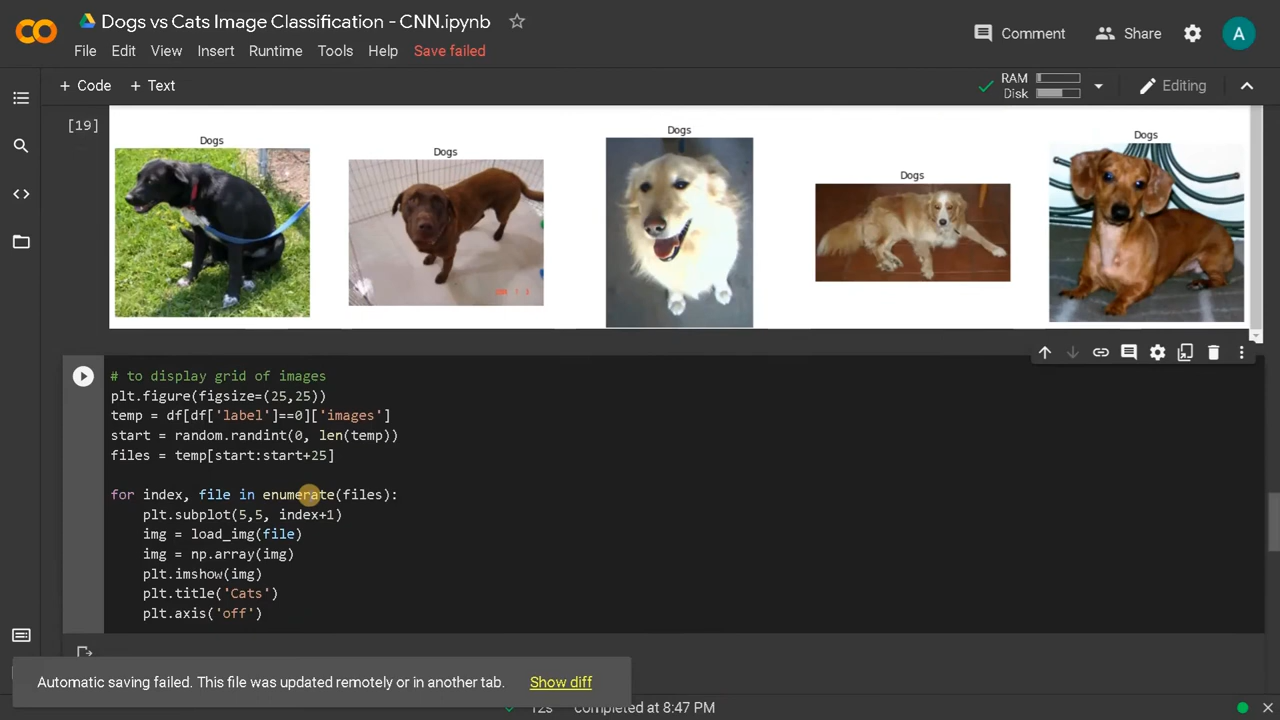 Dogs vs Cats Image Classification - CNN.ipynb
File Edit View Insert Runtime Tools Help Save failed
Comment Share A
+ Code + Text
RAM
Disk
Editing
[19]
Dogs
Dogs
Dogs
Dogs
Dogs
# to display grid of images
plt.figure(figsize=(25,25))
temp = df[df['label']==0]['images']
start = random.randint(0, len(temp))
files = temp[start:start+25]
for index, file in enumerate(files):
plt.subplot(5,5, index+1)
img = load_img(file)
img = np.array(img)
plt.imshow(img)
plt.title('Cats')
plt.axis('off')
Automatic saving failed. This file was updated remotely or in another tab. Show diff
12s completed at 8:47 PM